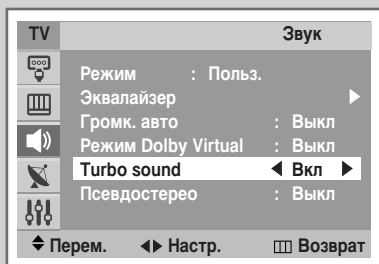 TV Звук
Режим : Польз.
Эквалайзер
Громк. авто : Выкл
Режим Dolby Virtual : Выкл
Turbo sound Вкл
Псевдостерео : Выкл
Перем. Настр. Возврат